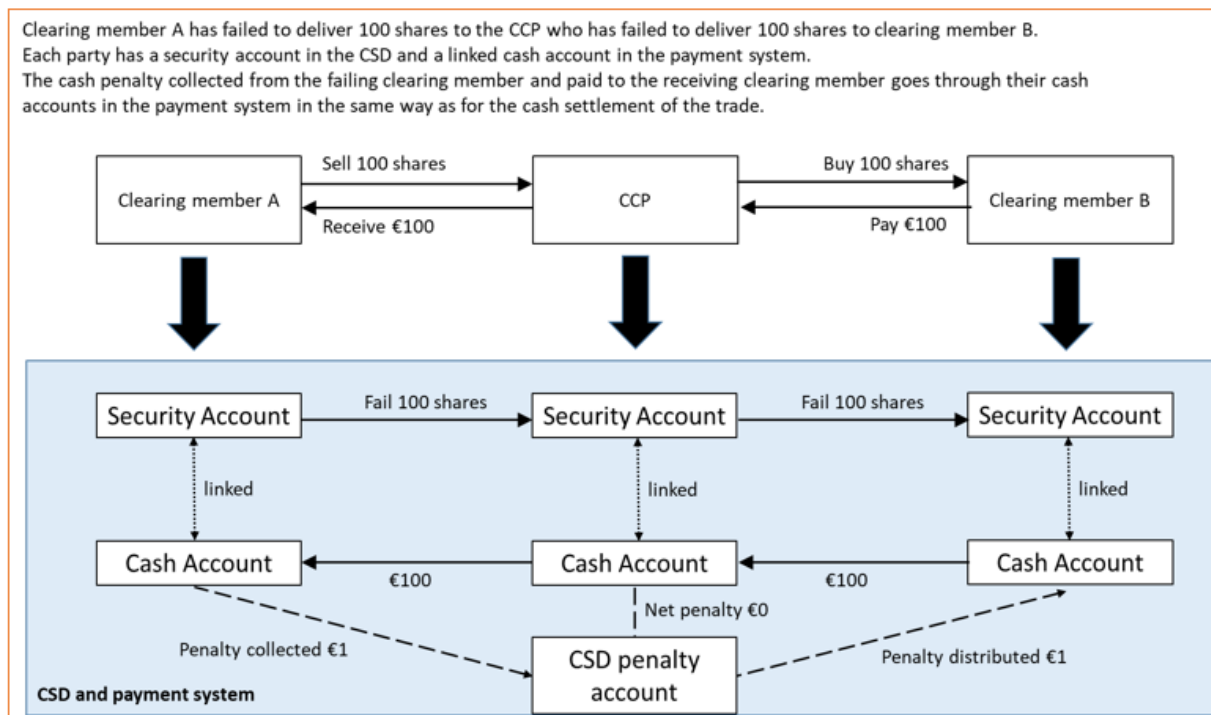 Clearing member A has failed to deliver 100 shares to the CCP who has failed to deliver 100 shares to clearing member B.
Each party has a security account in the CSD and a linked cash account in the payment system.
The cash penalty collected from the failing clearing member and paid to the receiving clearing member goes through their cash
accounts in the payment system in the same way as for the cash settlement of the trade.
Sell 100 shares
Buy 100 shares
Clearing member A
CCP
Clearing member B
Receive €100
Pay €100
Fail 100 shares
Fail 100 shares
Security Account
Security Account
Security Account
linked
linked
linked
Cash Account
Cash Account
Cash Account
€100
€100
Net penalty €0
Penalty collected €1
Penalty distributed €1
CSD penalty
account
CSD and payment system